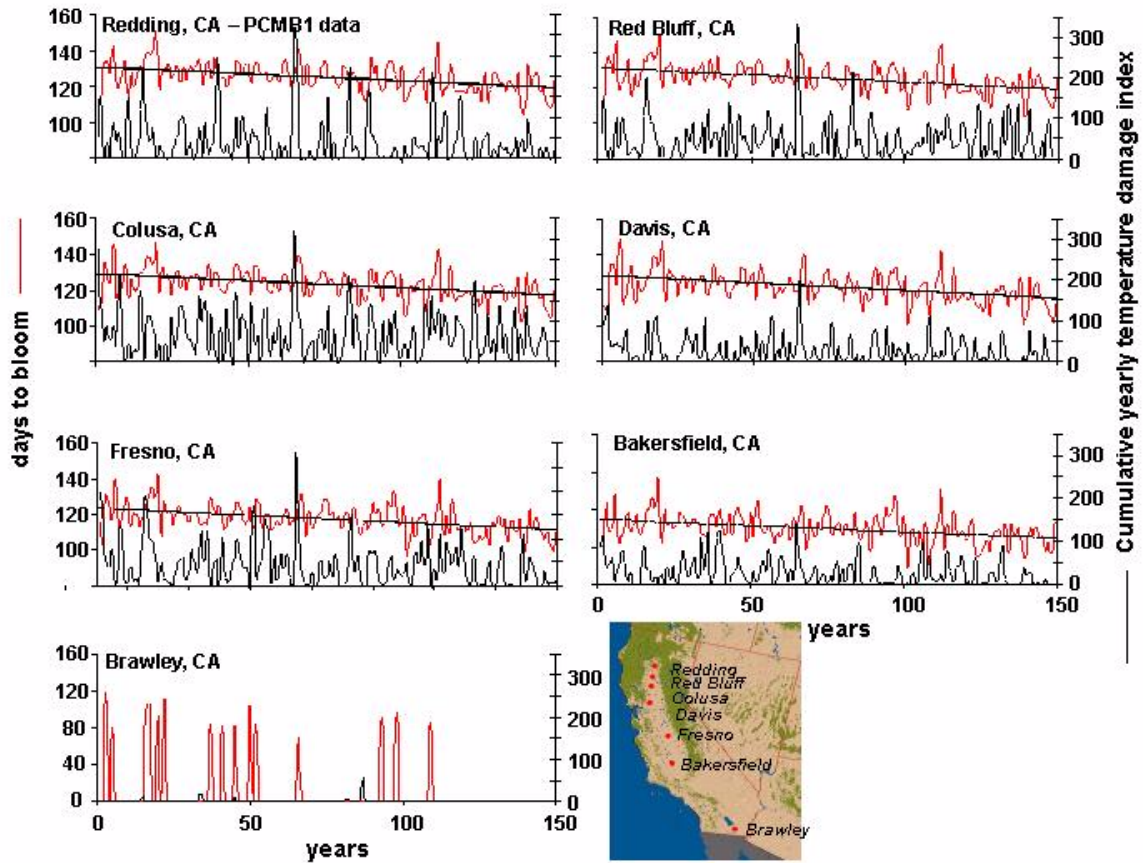 Redding, CA – PCMB1 data
160
140
120
100
Red Bluff, CA
300
200
100
0
Colusa, CA
160
140
120
100
Davis, CA
300
200
100
0
Fresno, CA
160
140
120
100
Bakersfield, CA
300
200
100
0
0 50 100 150
years
Brawley, CA
160
120
80
40
0
300
200
100
0
0 50 100 150
years
days to bloom
Cumulative yearly temperature damage index
Redding
Red Bluff
Colusa
Davis
Fresno
Bakersfield
Brawley